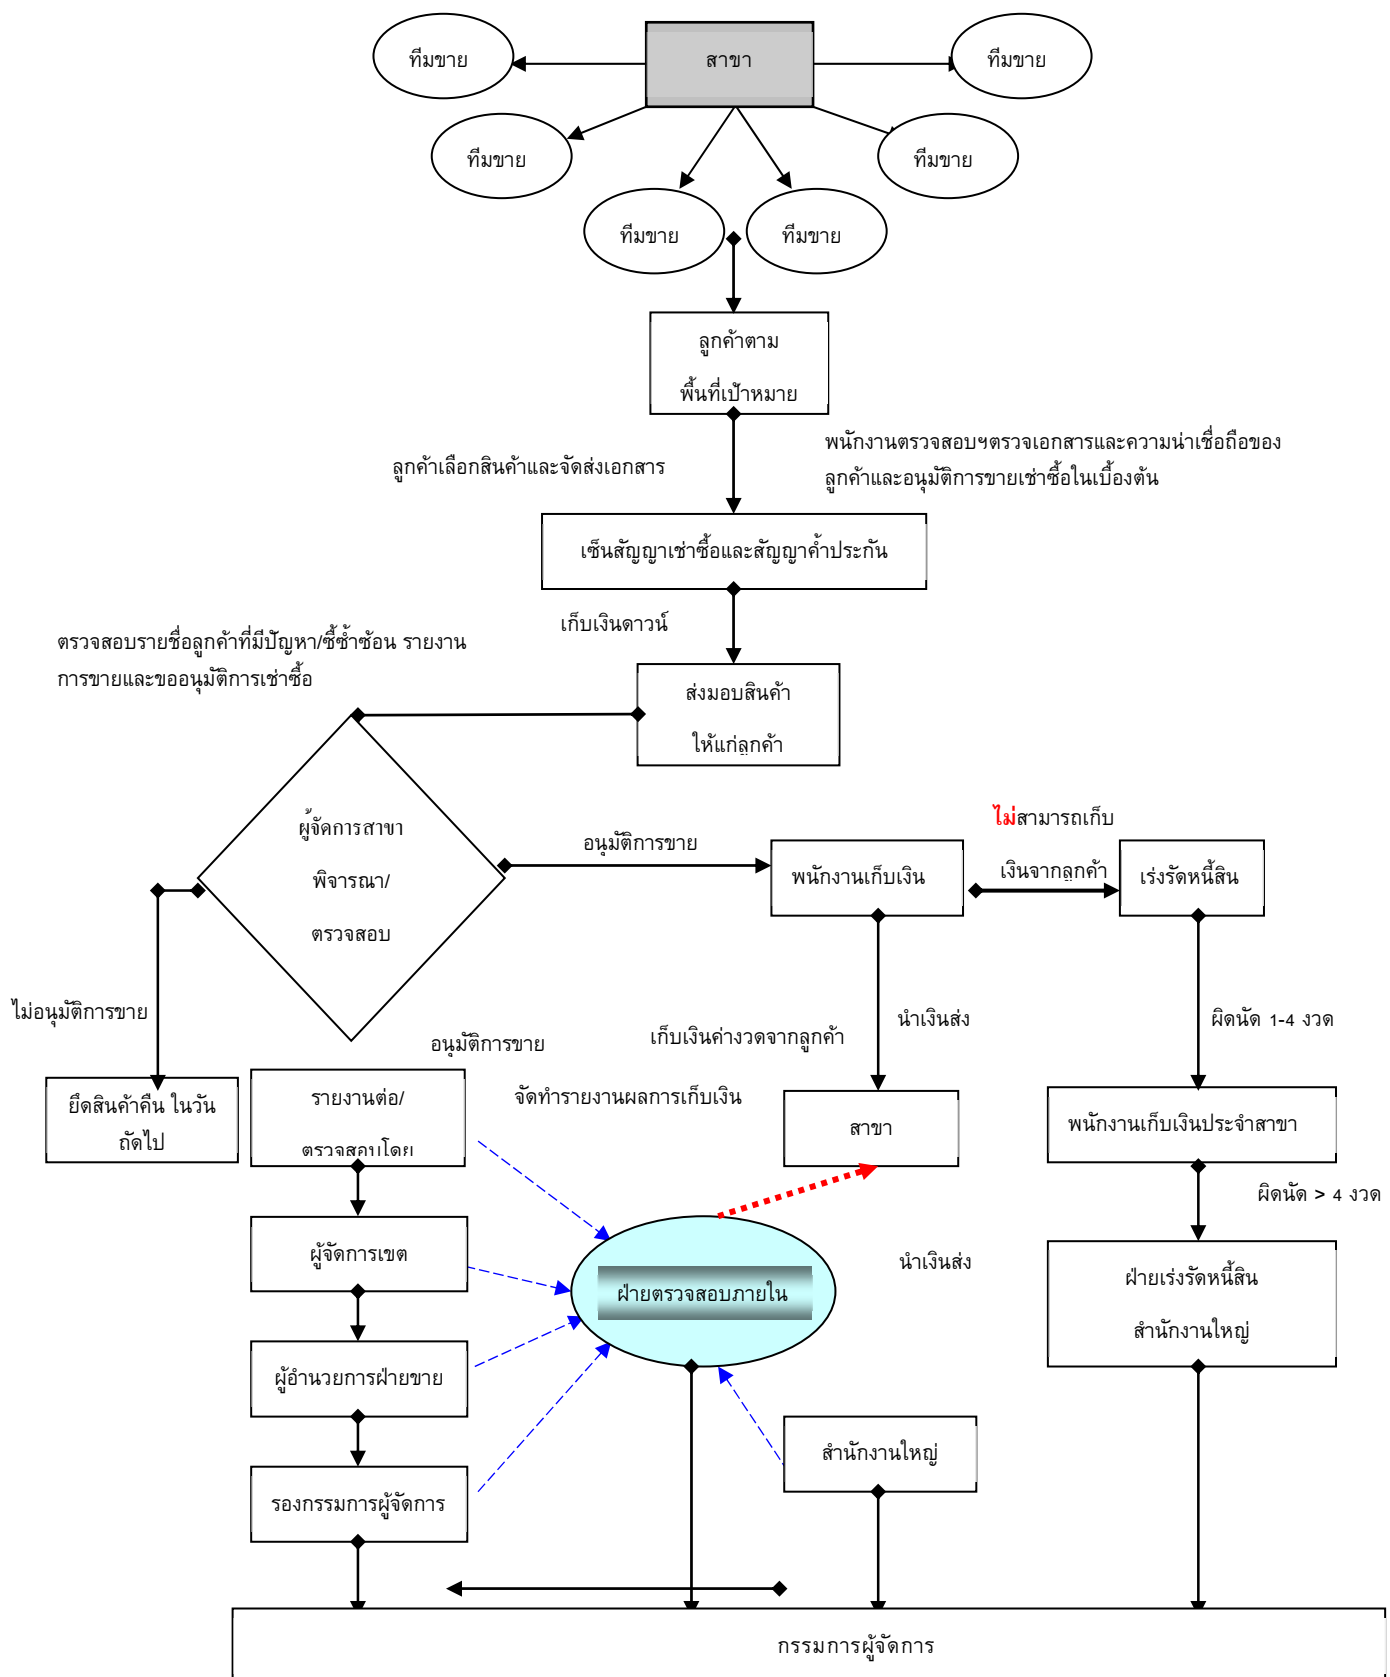 สาขา
ทีมขาย
ทีมขาย
ทีมขาย
ทีมขาย
ทีมขาย
ทีมขาย
ลูกค้าตาม
พื้นที่เป้าหมาย
ลูกค้าเลือกสินค้าและจัดส่งเอกสาร
พนักงานตรวจสอบฯตรวจเอกสารและความน่าเชื่อถือของ
ลูกค้าและอนุมัติการขายเช่าซื้อในเบื้องต้น
เซ็นสัญญาเช่าซื้อและสัญญาค้ำประกัน
เก็บเงินดาวน์
ตรวจสอบรายชื่อลูกค้าที่มีปัญหา/ซื้ซ้ำซ้อน รายงาน
การขายและขออนุมัติการเช่าซื้อ
ส่งมอบสินค้า
ให้แก่ลูกค้า
ผู้จัดการสาขา
พิจารณา/
ตรวจสอบ
อนุมัติการขาย
พนักงานเก็บเงิน
ไม่สามารถเก็บ
เงินจากลูกค้า
เร่งรัดหนี้สิน
ไม่อนุมัติการขาย
ยึดสินค้าคืน ในวัน
ถัดไป
อนุมัติการขาย
รายงานต่อ/
ตรวจสอบโดย
เก็บเงินค่างวดจากลูกค้า
จัดทำรายงานผลการเก็บเงิน
นำเงินส่ง
สาขา
ผิดนัด 1-4 งวด
พนักงานเก็บเงินประจำสาขา
ผิดนัด > 4 งวด
ผู้จัดการเขต
ฝ่ายตรวจสอบภายใน
นำเงินส่ง
ฝ่ายเร่งรัดหนี้สิน
สำนักงานใหญ่
ผู้อำนวยการฝ่ายขาย
สำนักงานใหญ่
รองกรรมการผู้จัดการ
กรรมการผู้จัดการ